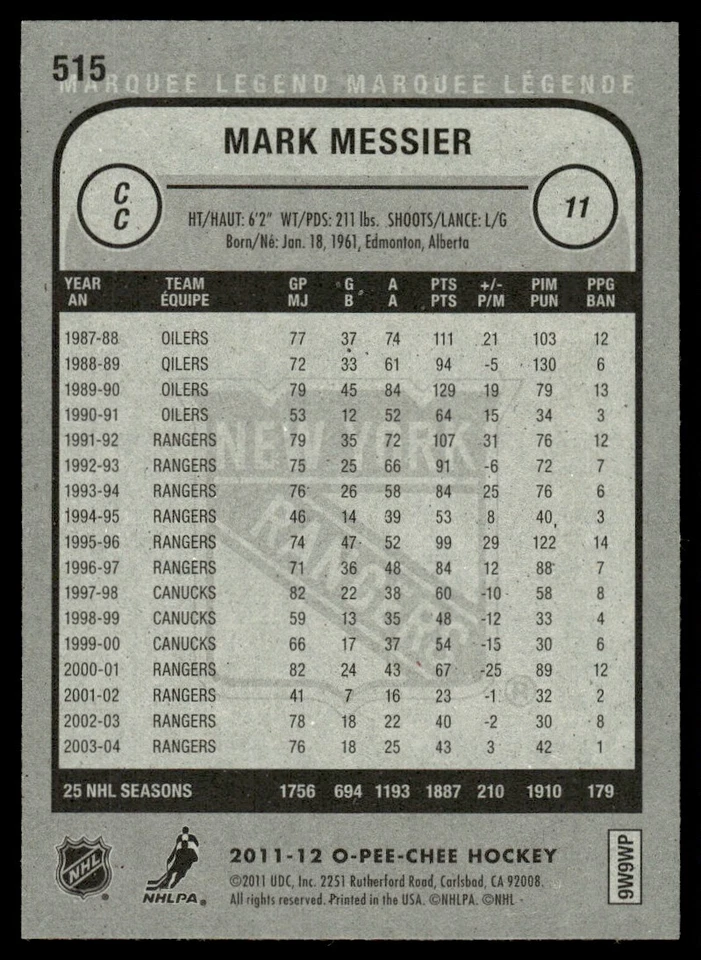 515
MARQUEE LEGEND MARQUEE LÉGENDE
MARK MESSIER
C
C
11
HT/HAUT: 6'2" WT/PDS: 211 lbs. SHOOTS/LANCE: L/G
Born/Né: Jan. 18, 1961, Edmonton, Alberta
YEAR TEAM GP G A PTS +/- PIM PPG
AN ÉQUIPE MJ B A PTS P/M PUN BAN
1987-88 OILERS 77 37 74 111 21 103 12
1988-89 OILERS 72 33 61 94 -5 130 6
1989-90 OILERS 79 45 84 129 19 79 13
1990-91 OILERS 53 12 52 64 15 34 3
1991-92 RANGERS 79 35 72 107 31 76 12
1992-93 RANGERS 75 25 66 91 -6 72 7
1993-94 RANGERS 76 26 58 84 25 76 6
1994-95 RANGERS 46 14 39 53 8 40 3
1995-96 RANGERS 74 47 52 99 29 122 14
1996-97 RANGERS 71 36 48 84 12 88 7
1997-98 CANUCKS 82 22 38 60 -10 58 8
1998-99 CANUCKS 59 13 35 48 -12 33 4
1999-00 CANUCKS 66 17 37 54 -15 30 6
2000-01 RANGERS 82 24 43 67 -25 89 12
2001-02 RANGERS 41 7 16 23 -1 32 2
2002-03 RANGERS 78 18 22 40 -2 30 8
2003-04 RANGERS 76 18 25 43 3 42 1
NEW YORK
RANGERS
®
25 NHL SEASONS 1756 694 1193 1887 210 1910 179
NHL
NHLPA®
2011-12 O-PEE-CHEE HOCKEY
©2011 UDC, Inc. 2251 Rutherford Road, Carlsbad, CA 92008.
All rights reserved. Printed in the USA. ©NHLPA. ©NHL
9W9WP